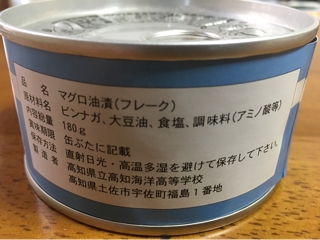 品名 マグロ油漬(フレーク)
原材料名 ビンナガ、大豆油、食塩、調味料(アミノ酸等)
内容総量 180g
賞味期限 缶ぶたに記載
保存方法 直射日光・高温多湿を避けて保存して下さい。
製造者 高知県立高知海洋高等学校
高知県土佐市宇佐町福島1番地